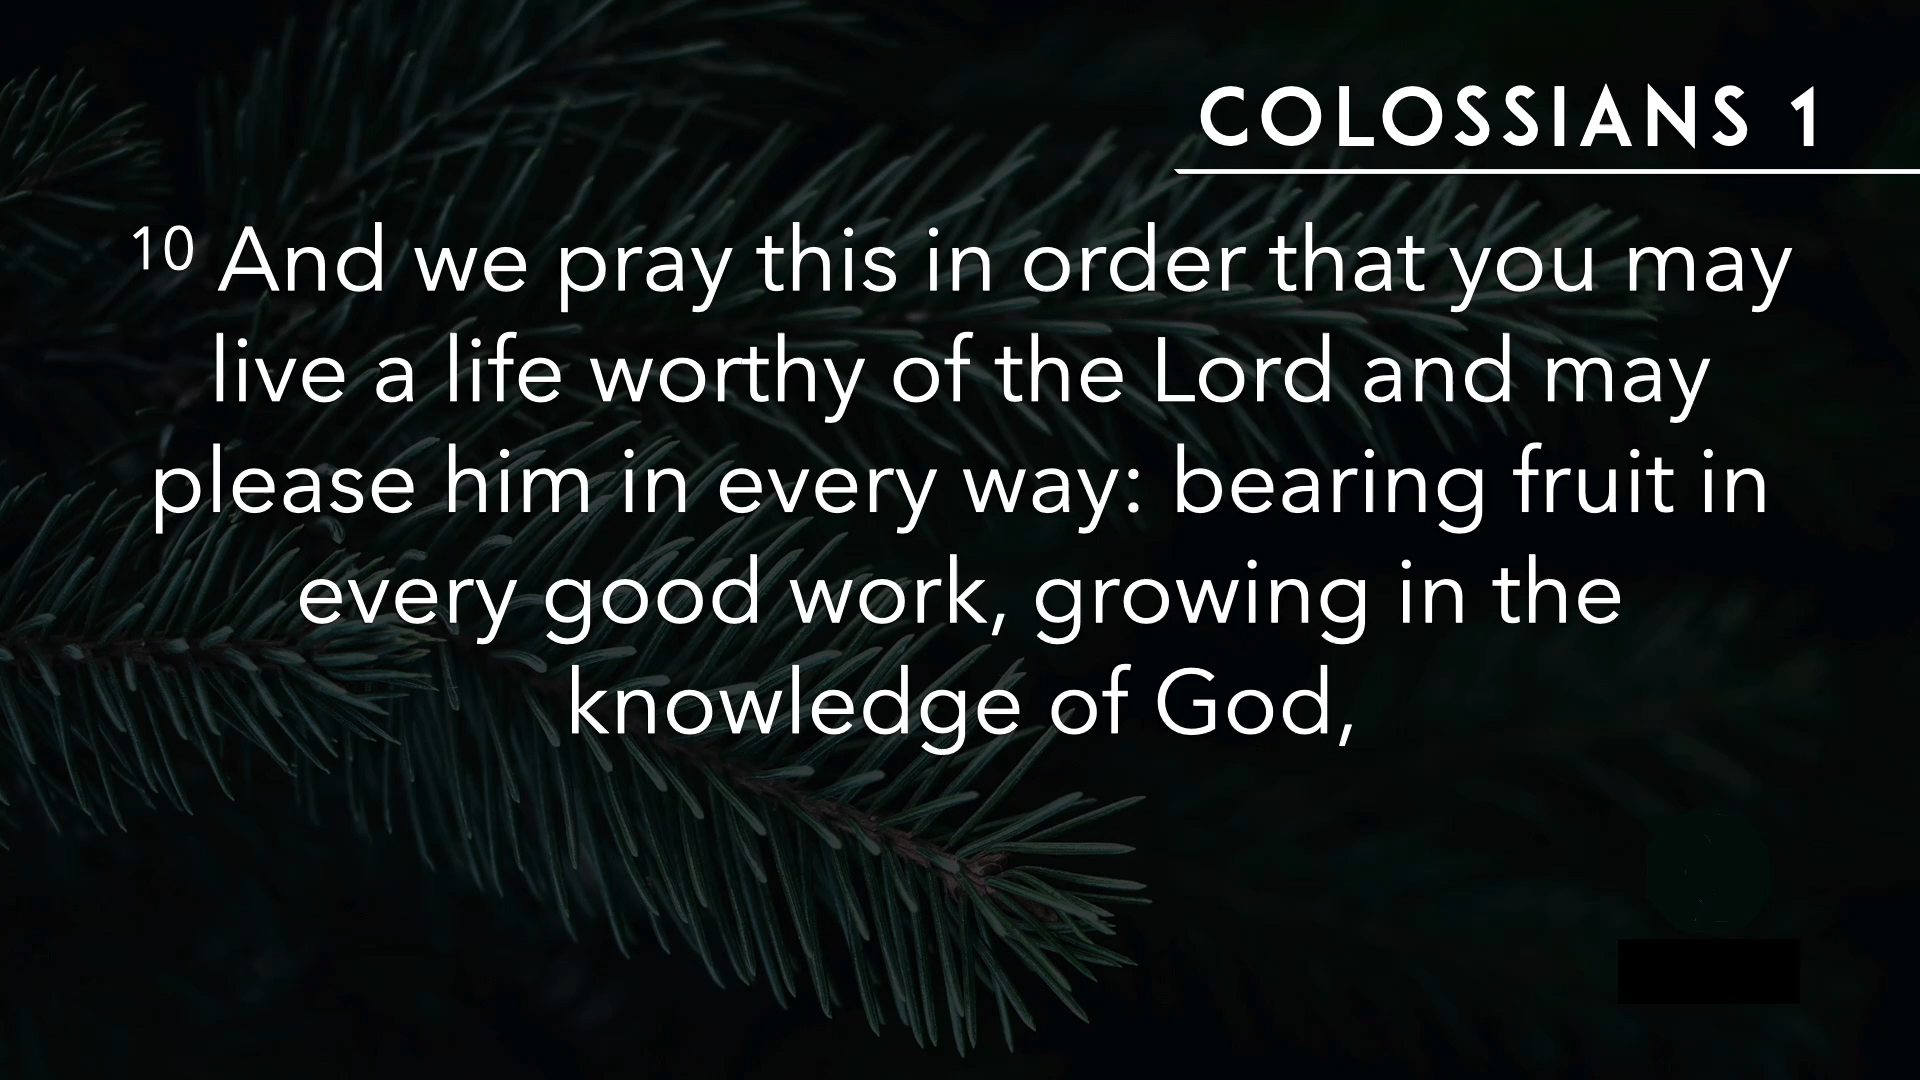 COLOSSIANS 1
10 And we pray this in order that you may
live a life worthy of the Lord and may
please him in every way: bearing fruit in
every good work, growing in the
knowledge of God,